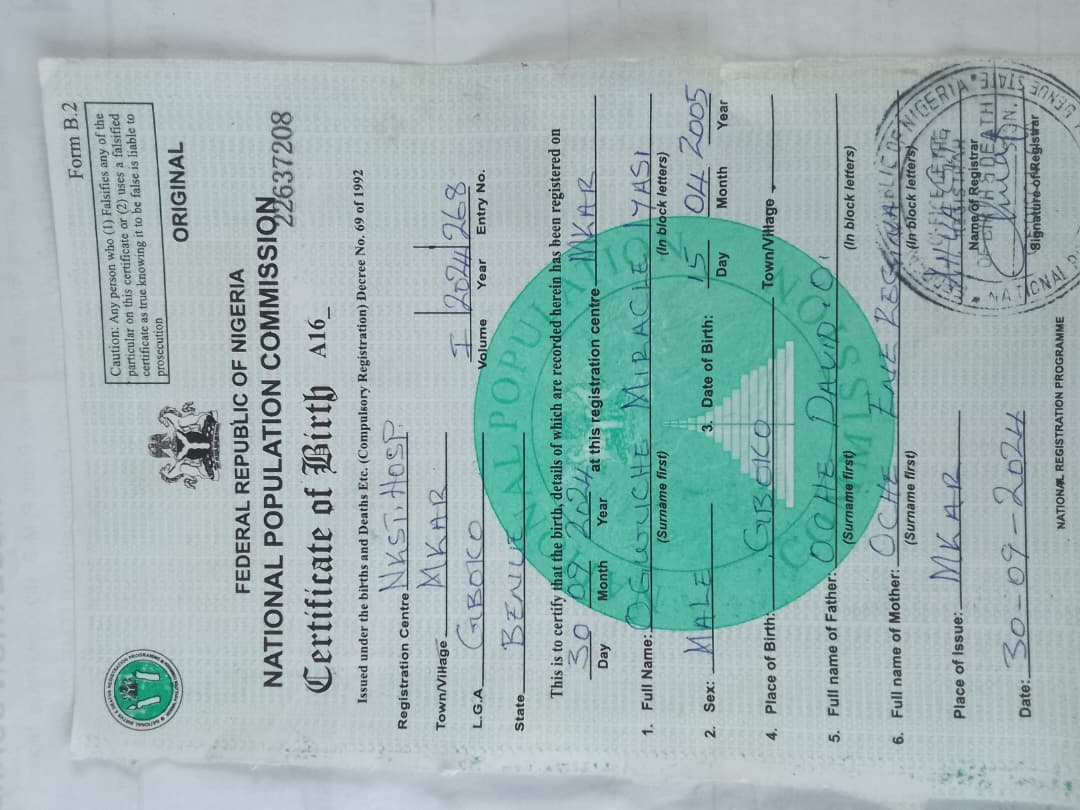 Form B.2
Caution: Any person who (1) Falsifies any of the
particular on this certificate or (2) uses a falsified
certificate as true knowing it to be false is liable to
prosecution
ORIGINAL
FEDERAL REPUBLIC OF NIGERIA
NATIONAL POPULATION COMMISSION
22637208
Certificate of Birth A16_
Issued under the births and Deaths Etc. (Compulsory Registration) Decree No. 69 of 1992
Registration Centre NKST. HOSP.
Town/Village MKAR
I 2024 268
Volume Year Entry No.
L.G.A. GBOKO
State BENUE
This is to certify that the birth, details of which are recorded herein has been registered on
30 09 2024 at this registration centre MKAR
Day Month Year
1. Full Name: OGWUCHE MIRACHE IYASI
(Surname first) (In block letters)
2. Sex: MALE 3. Date of Birth: 15 04 2005
Day Month Year
4. Place of Birth: GBOKO Town/Village
5. Full name of Father: OCHE DAVID .O.
(Surname first) (In block letters)
6. Full name of Mother: OCHE ENE REGINA
(Surname first) (In block letters)
Place of Issue: MKAR
Name of Registrar
Date: 30-09-2024
Signature of Registrar
NATIONAL REGISTRATION PROGRAMME